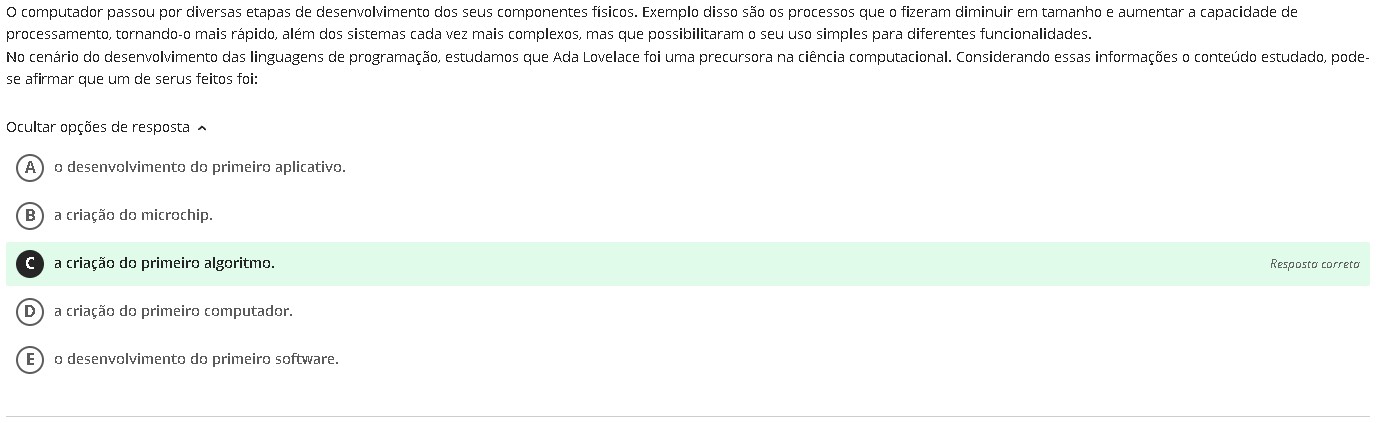 O computador passou por diversas etapas de desenvolvimento dos seus componentes físicos. Exemplo disso são os processos que o fizeram diminuir em tamanho e aumentar a capacidade de
processamento, tornando-o mais rápido, além dos sistemas cada vez mais complexos, mas que possibilitaram o seu uso simples para diferentes funcionalidades.
No cenário do desenvolvimento das linguagens de programação, estudamos que Ada Lovelace foi uma precursora na ciência computacional. Considerando essas informações o conteúdo estudado, pode-
se afirmar que um de serus feitos foi:
Ocultar opções de resposta
A o desenvolvimento do primeiro aplicativo.
B a criação do microchip.
C a criação do primeiro algoritmo. Resposta correta
D a criação do primeiro computador.
E o desenvolvimento do primeiro software.